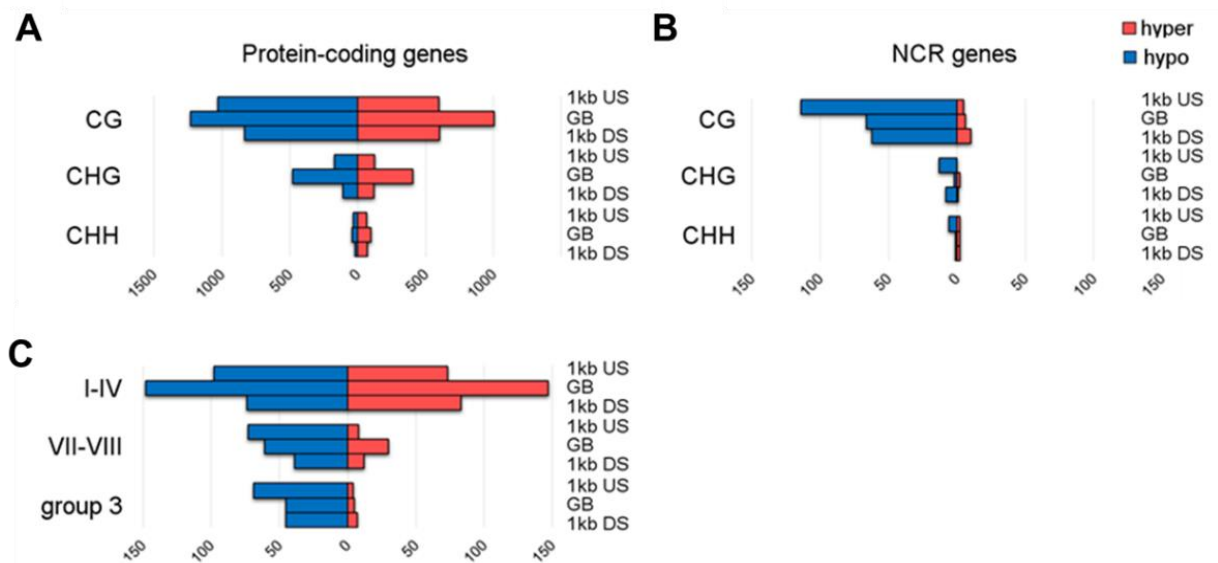 A
Protein-coding genes
CG
1kb US
GB
1kb DS
CHG
1kb US
GB
1kb DS
CHH
1kb US
GB
1kb DS
1500
1000
500
0
500
1000
B
NCR genes
hyper
hypo
CG
1kb US
GB
1kb DS
CHG
1kb US
GB
1kb DS
CHH
1kb US
GB
1kb DS
150
100
50
0
50
100
150
C
I-IV
1kb US
GB
1kb DS
VII-VIII
1kb US
GB
1kb DS
group 3
1kb US
GB
1kb DS
150
100
50
0
50
100
150